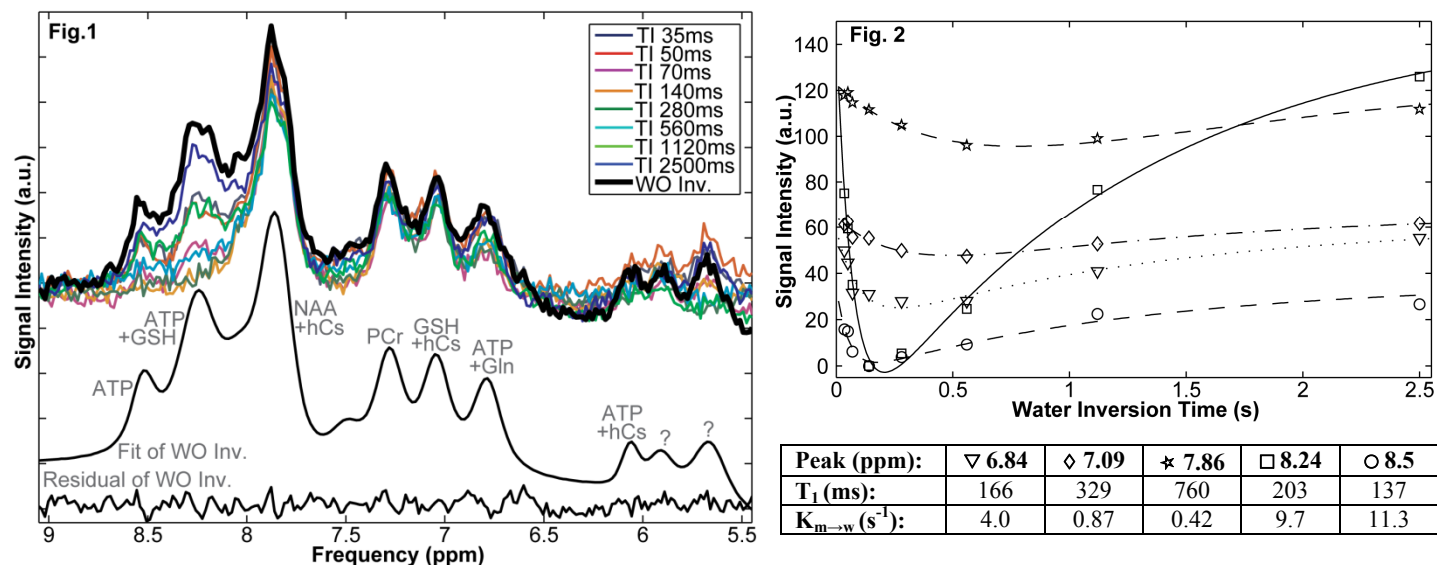 Fig.1
TI 35ms
TI 50ms
TI 70ms
TI 140ms
TI 280ms
TI 560ms
TI 1120ms
TI 2500ms
WO Inv.
Signal Intensity (a.u.)
ATP
ATP
+GSH
NAA
+hCs
PCr
GSH
+hCs
ATP
+Gln
ATP
+hCs
?
?
Fit of WO Inv.
Residual of WO Inv.
9 8.5 8 7.5 7 6.5 6 5.5
Frequency (ppm)
Fig. 2
Signal Intensity (a.u.)
140
120
100
80
60
40
20
0
0 0.5 1 1.5 2 2.5
Water Inversion Time (s)
Peak (ppm): ▽ 6.84 ◊ 7.09 ☆ 7.86 □ 8.24 ○ 8.5
T₁ (ms): 166 329 760 203 137
Kₘ→w (s⁻¹): 4.0 0.87 0.42 9.7 11.3